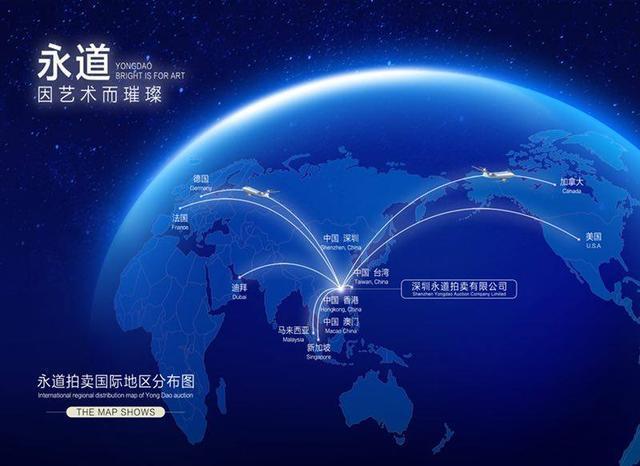 永道
YONGDAO
BRIGHT IS FOR ART
因艺术而璀璨
德国
Germany
法国
France
加拿大
Canada
美国
U.S.A
中国 深圳
Shenzhen, China
中国 台湾
Taiwan, China
迪拜
Dubai
深圳永道拍卖有限公司
Shenzhen Yongdao Auction Company Limited
中国 香港
Hongkong, China
中国 澳门
Macao China
马来西亚
Malaysia
新加坡
Singapore
永道拍卖国际地区分布图
International regional distribution map of Yong Dao auction
THE MAP SHOWS